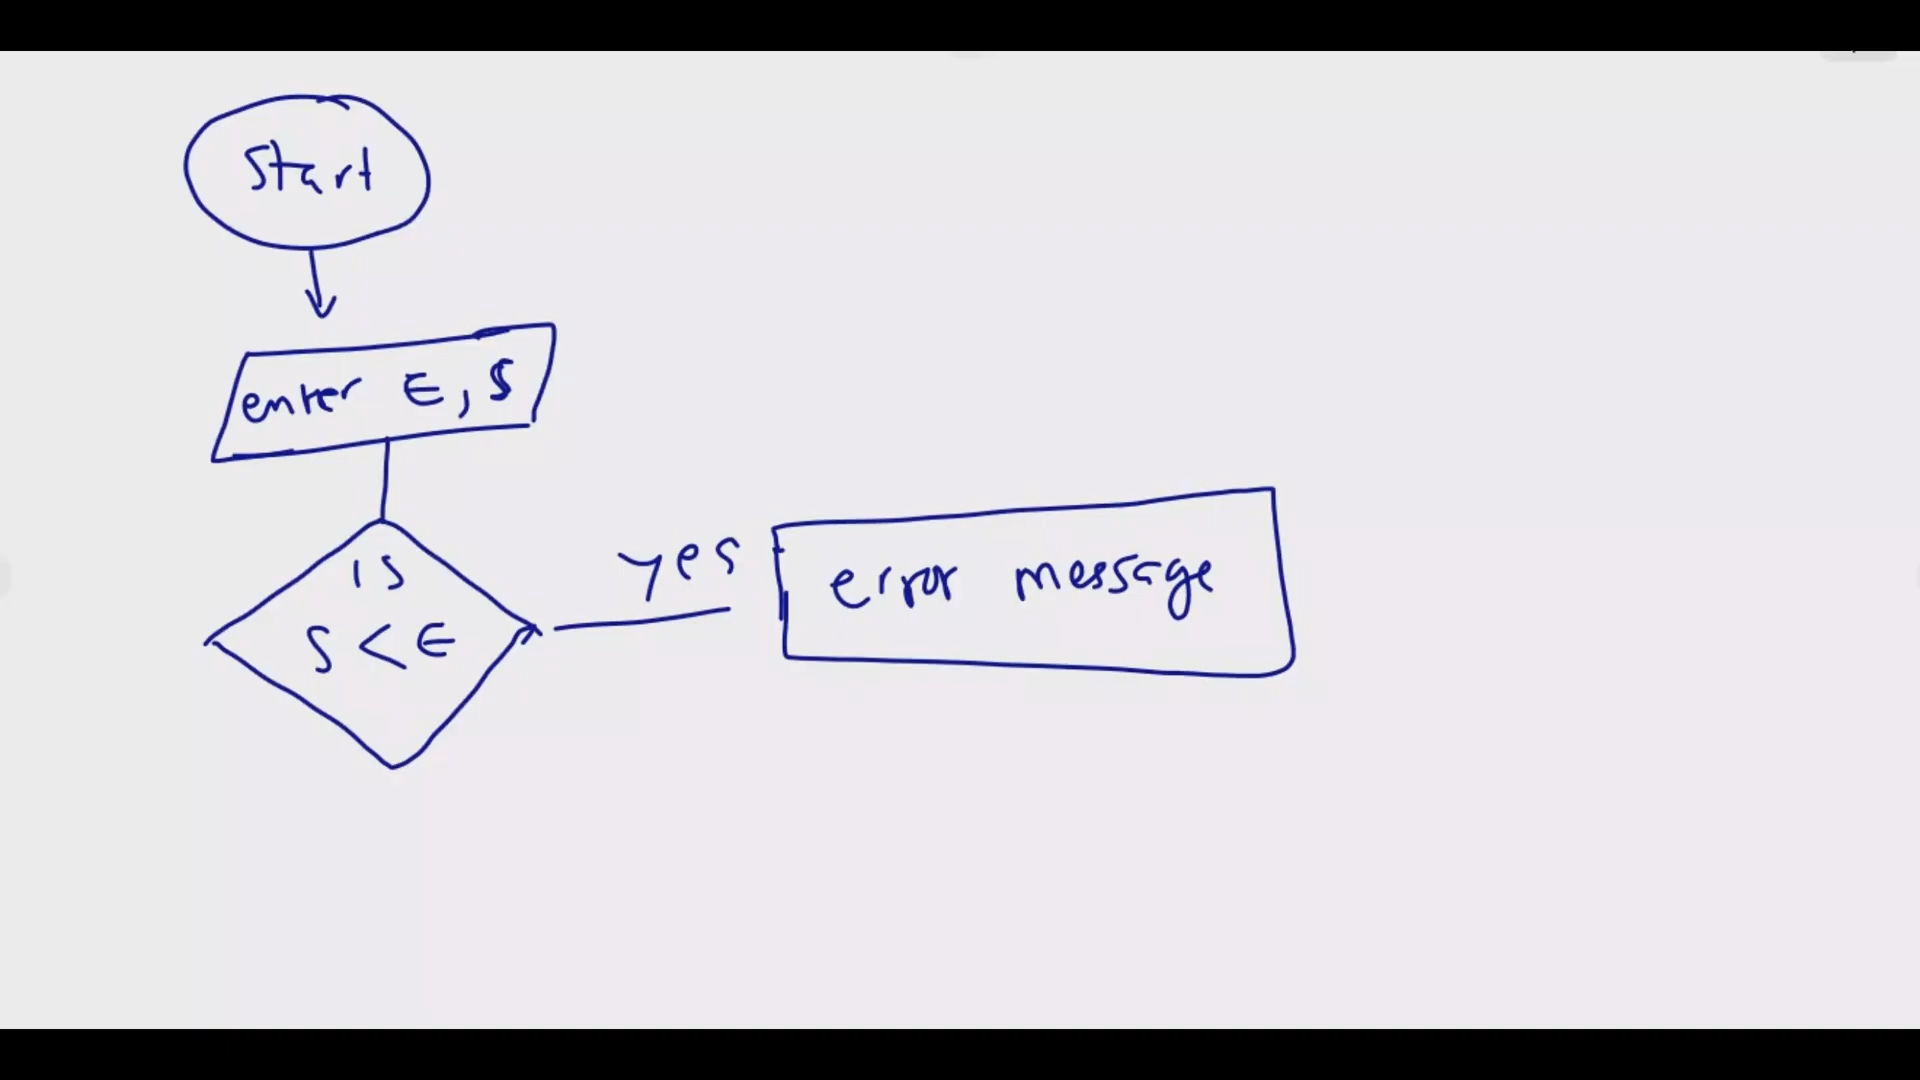 Start
enter E, S
is
S < E
yes
error message